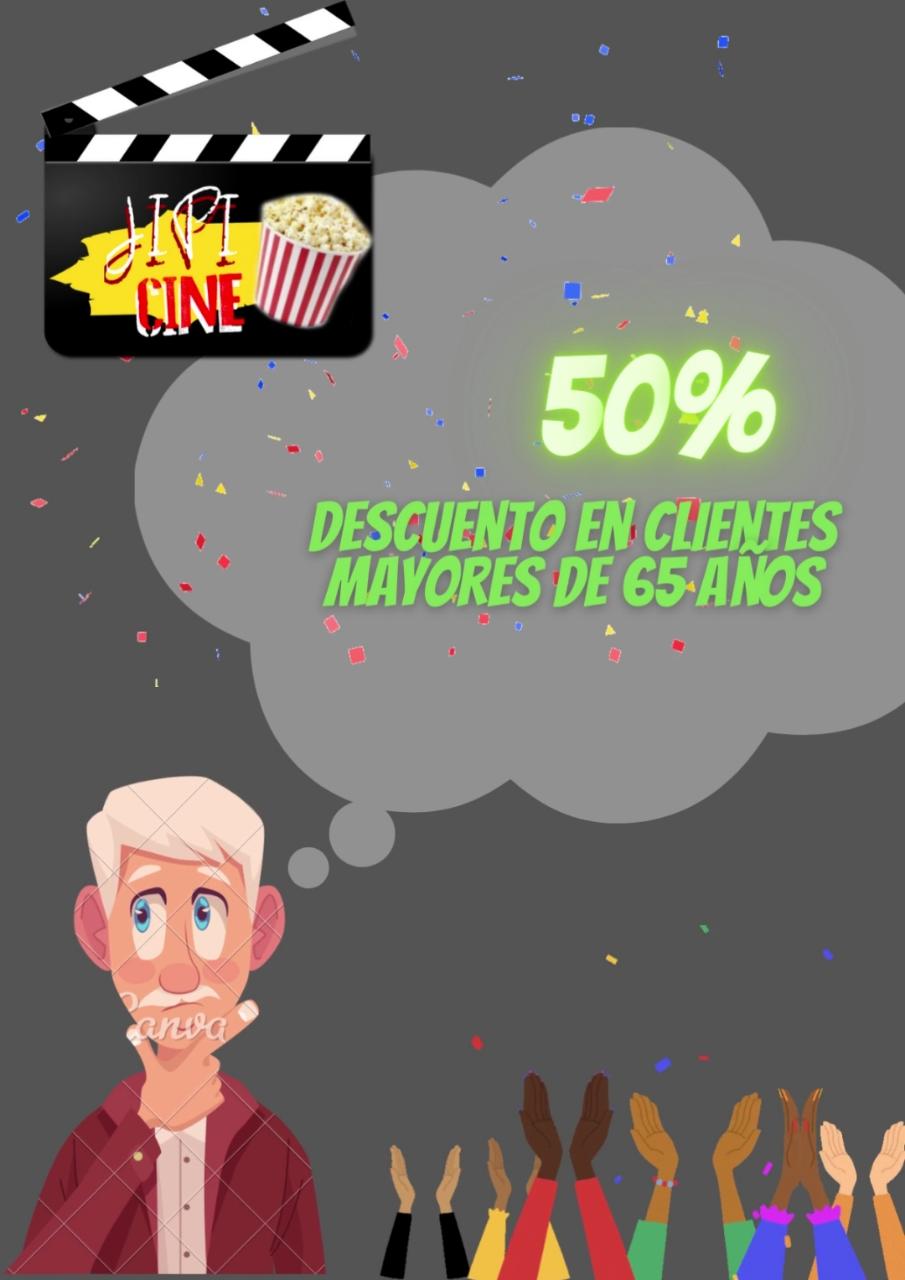 JIPI
CINE
50%
DESCUENTO EN CLIENTES
MAYORES DE 65 AÑOS
Canva